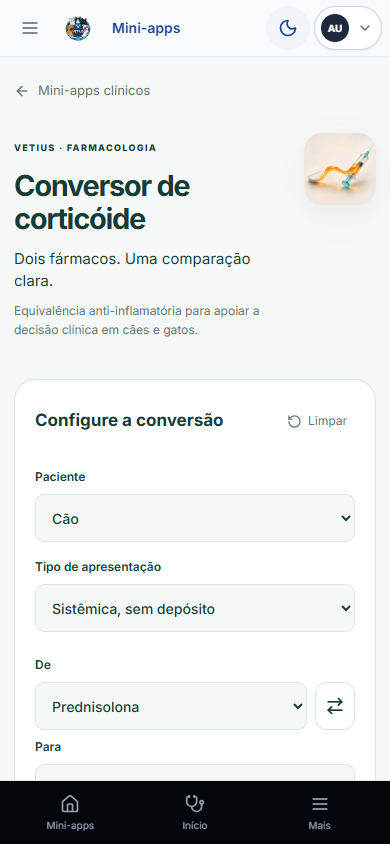 Mini-apps
AU
Mini-apps clínicos
VETIUS · FARMACOLOGIA
Conversor de
corticóide
Dois fármacos. Uma comparação
clara.
Equivalência anti-inflamatória para apoiar a
decisão clínica em cães e gatos.
Configure a conversão
Limpar
Paciente
Cão
Tipo de apresentação
Sistêmica, sem depósito
De
Prednisolona
Para
Mini-apps
Início
Mais